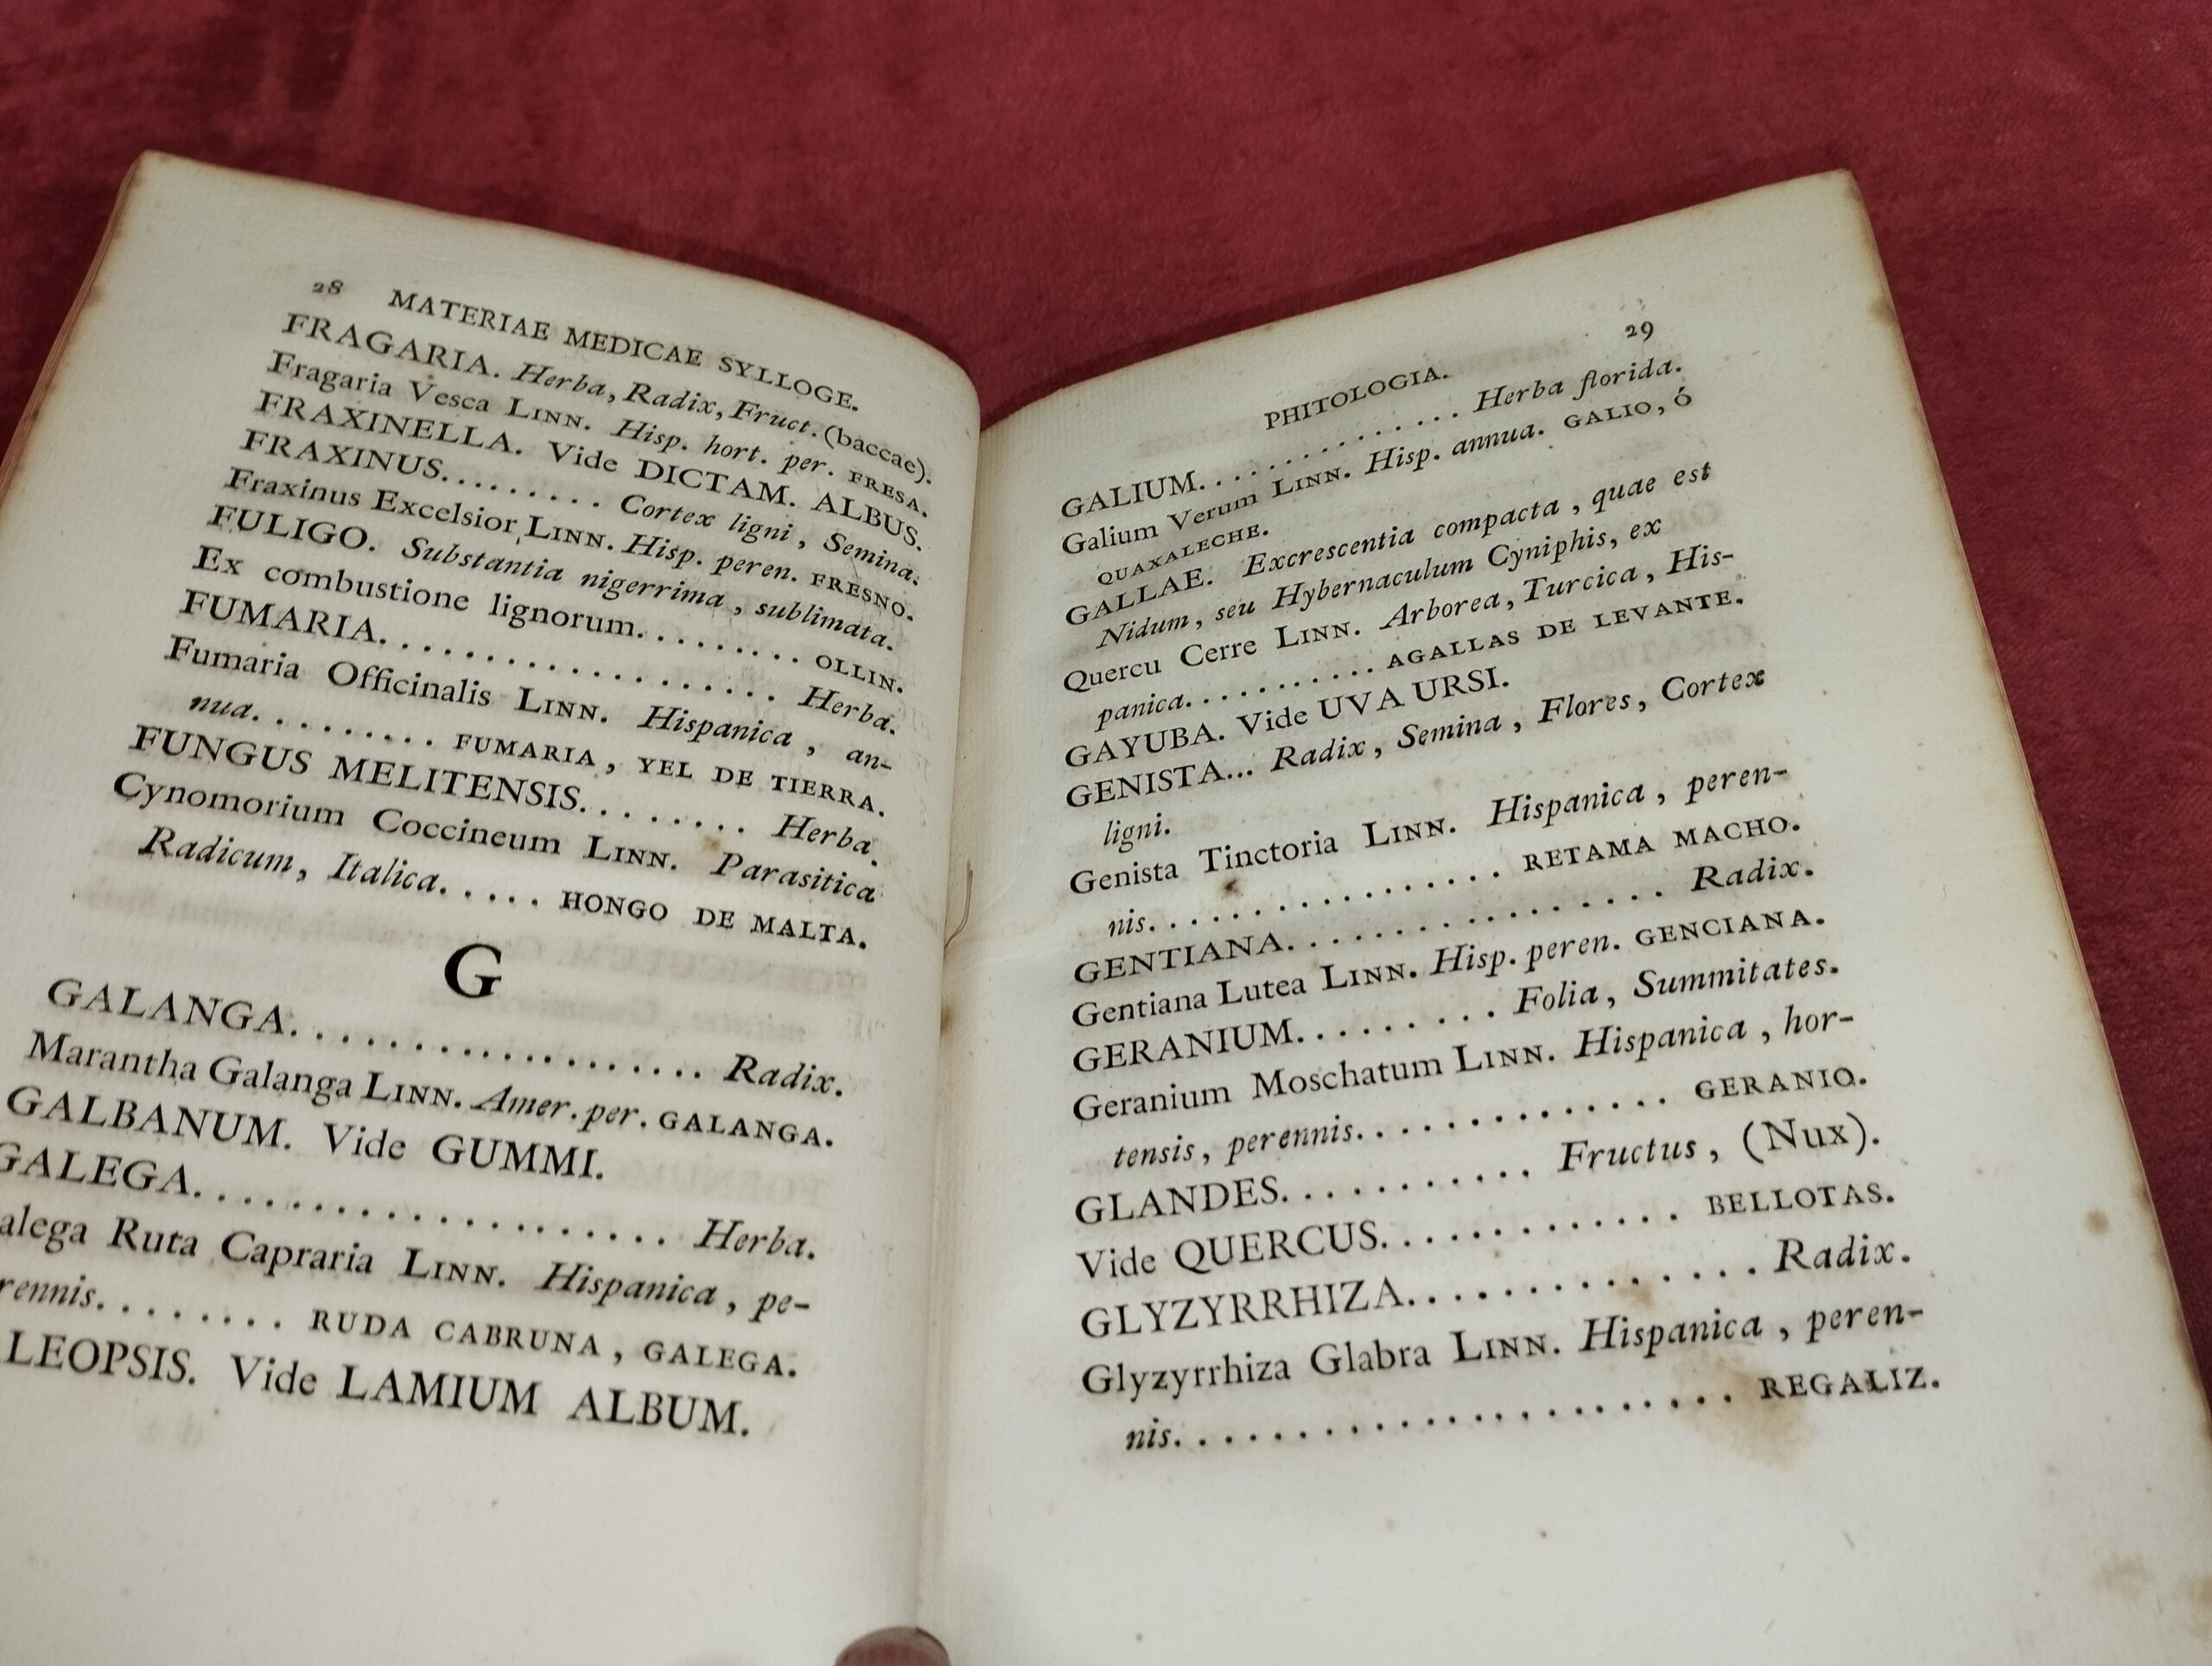 28 MATERIAE MEDICAE SYLLOGE.
FRAGARIA. Herba, Radix, Fruct. (baccae).
Fragaria Vesca LINN. Hisp. hort. per. FRESA.
FRAXINELLA. Vide DICTAM. ALBUS.
FRAXINUS......... Cortex ligni, Semina.
Fraxinus Excelsior LINN. Hisp. peren. FRESNO.
FULIGO. Substantia nigerrima, sublimata.
Ex combustione lignorum......... OLLIN.
FUMARIA.................. Herba.
Fumaria Officinalis LINN. Hispanica, an-
nua.......... FUMARIA, YEL DE TIERRA.
FUNGUS MELITENSIS........ Herba.
Cynomorium Coccineum LINN. Parasitica
Radicum, Italica...... HONGO DE MALTA.
G
GALANGA.................. Radix.
Marantha Galanga LINN. Amer. per. GALANGA.
GALBANUM. Vide GUMMI.
GALEGA.................... Herba.
alega Ruta Capraria LINN. Hispanica, pe-
rennis......... RUDA CABRUNA, GALEGA.
LEOPSIS. Vide LAMIUM ALBUM.
PHITOLOGIA. 29
GALIUM............. Herba florida.
Galium Verum LINN. Hisp. annua. GALIO, Ó
QUAXALECHE.
GALLAE. Excrescentia compacta, quae est
Nidum, seu Hybernaculum Cyniphis, ex
Quercu Cerre LINN. Arborea, Turcica, His-
panica........... AGALLAS DE LEVANTE.
GAYUBA. Vide UVA URSI.
GENISTA... Radix, Semina, Flores, Cortex
ligni.
Genista Tinctoria LINN. Hispanica, peren-
nis................ RETAMA MACHO.
GENTIANA................. Radix.
Gentiana Lutea LINN. Hisp. peren. GENCIANA.
GERANIUM......... Folia, Summitates.
Geranium Moschatum LINN. Hispanica, hor-
tensis, perennis.............. GERANIO.
GLANDES........... Fructus, (Nux).
Vide QUERCUS............. BELLOTAS.
GLYZYRRHIZA............... Radix.
Glyzyrrhiza Glabra LINN. Hispanica, peren-
nis........................ REGALIZ.